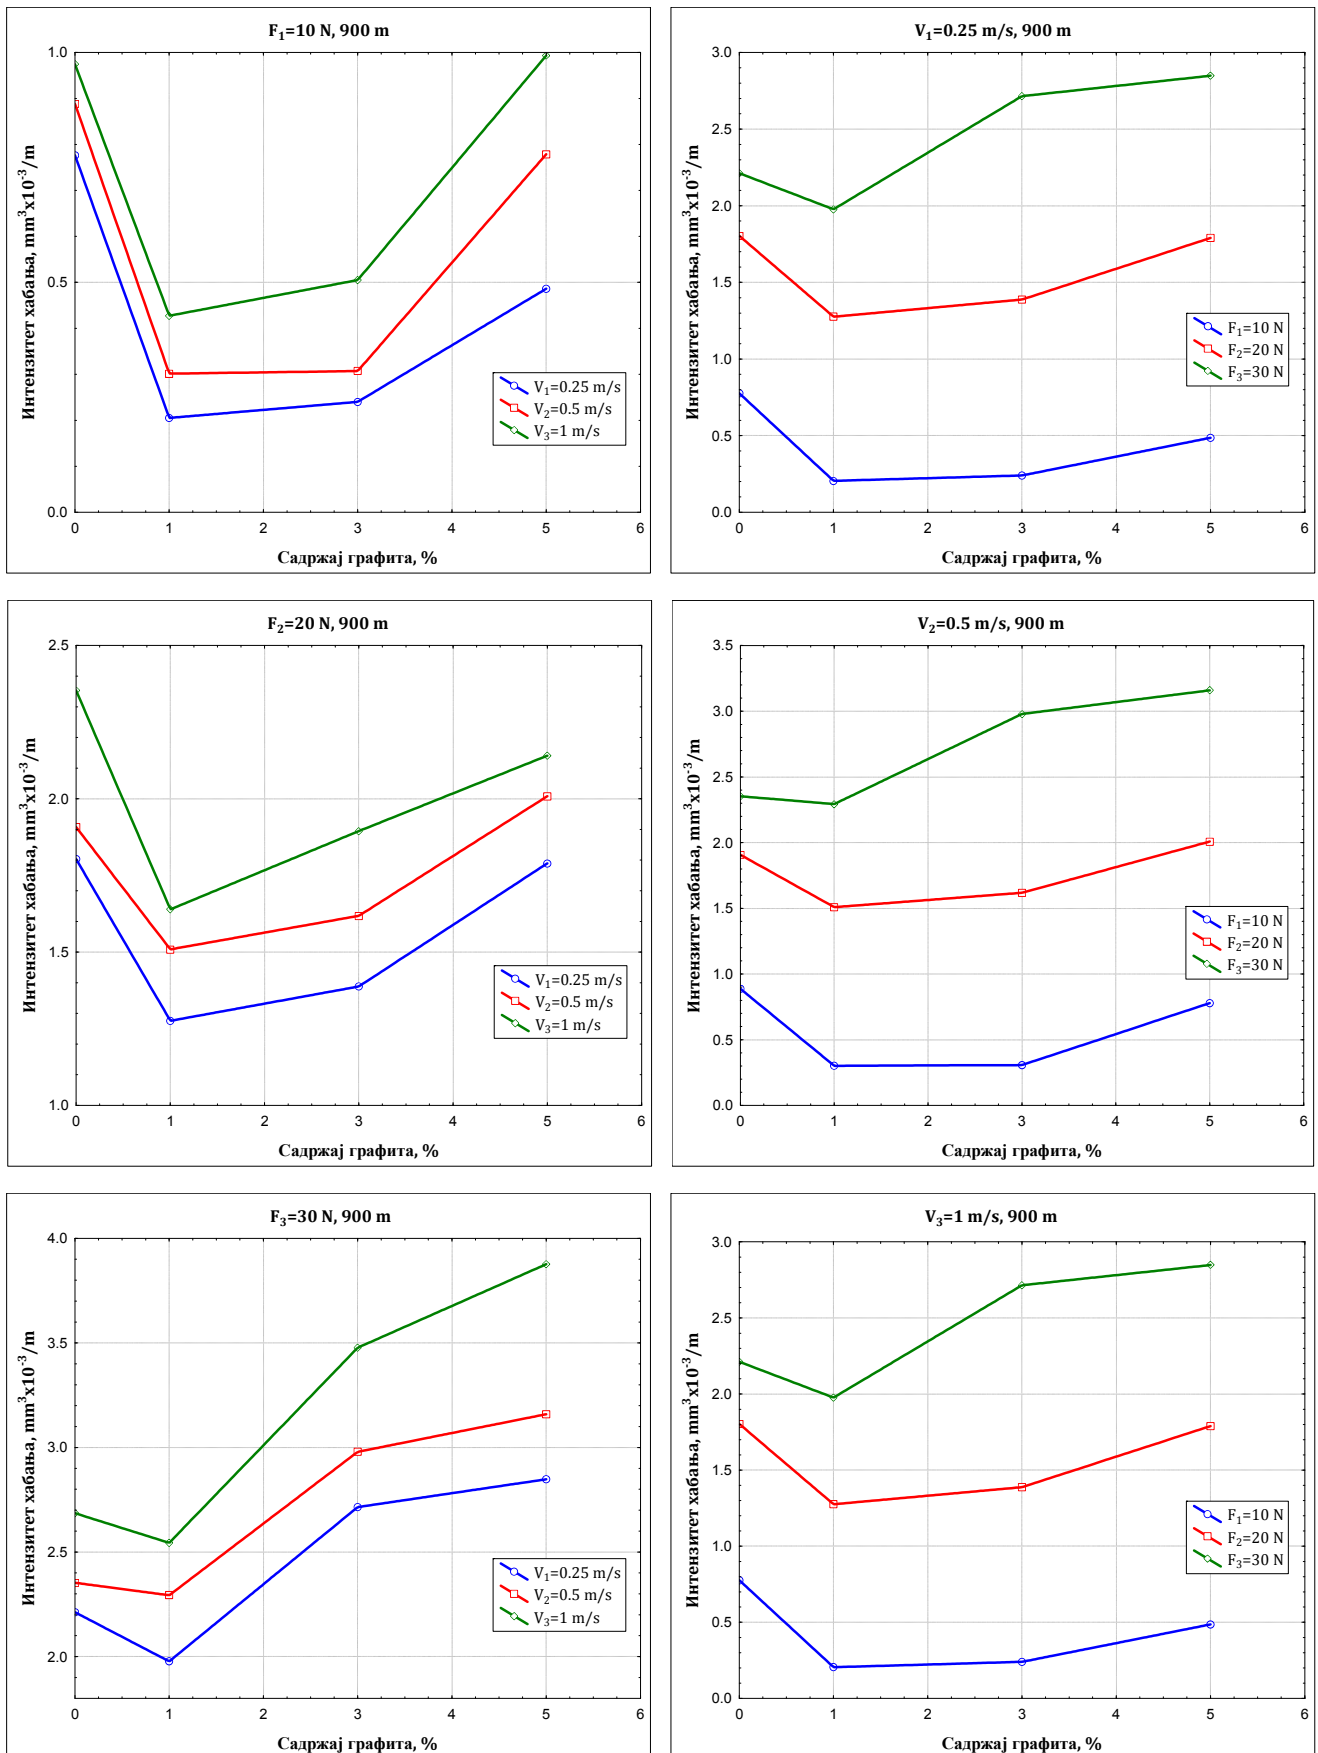 F₁=10 N, 900 m
Интензитет хабања, mm³x10⁻³/m
1.0
0.5
0.0
0 1 2 3 4 5 6
Садржај графита, %
V₁=0.25 m/s
V₂=0.5 m/s
V₃=1 m/s
V₁=0.25 m/s, 900 m
Интензитет хабања, mm³x10⁻³/m
3.0
2.5
2.0
1.5
1.0
0.5
0.0
0 1 2 3 4 5 6
Садржај графита, %
F₁=10 N
F₂=20 N
F₃=30 N
F₂=20 N, 900 m
Интензитет хабања, mm³x10⁻³/m
2.5
2.0
1.5
1.0
0 1 2 3 4 5 6
Садржај графита, %
V₁=0.25 m/s
V₂=0.5 m/s
V₃=1 m/s
V₂=0.5 m/s, 900 m
Интензитет хабања, mm³x10⁻³/m
3.5
3.0
2.5
2.0
1.5
1.0
0.5
0.0
0 1 2 3 4 5 6
Садржај графита, %
F₁=10 N
F₂=20 N
F₃=30 N
F₃=30 N, 900 m
Интензитет хабања, mm³x10⁻³/m
4.0
3.5
3.0
2.5
2.0
0 1 2 3 4 5 6
Садржај графита, %
V₁=0.25 m/s
V₂=0.5 m/s
V₃=1 m/s
V₃=1 m/s, 900 m
Интензитет хабања, mm³x10⁻³/m
3.0
2.5
2.0
1.5
1.0
0.5
0.0
0 1 2 3 4 5 6
Садржај графита, %
F₁=10 N
F₂=20 N
F₃=30 N